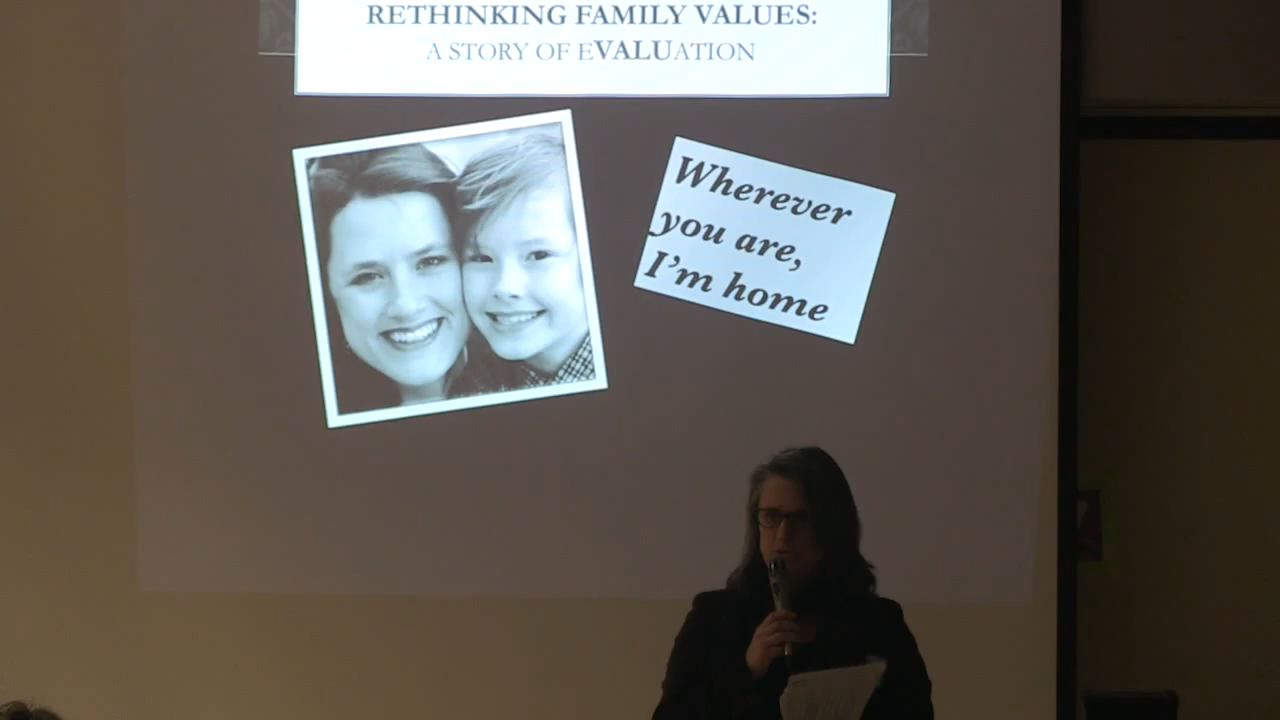 RETHINKING FAMILY VALUES:
A STORY OF EVALUATION
Wherever
you are,
I'm home